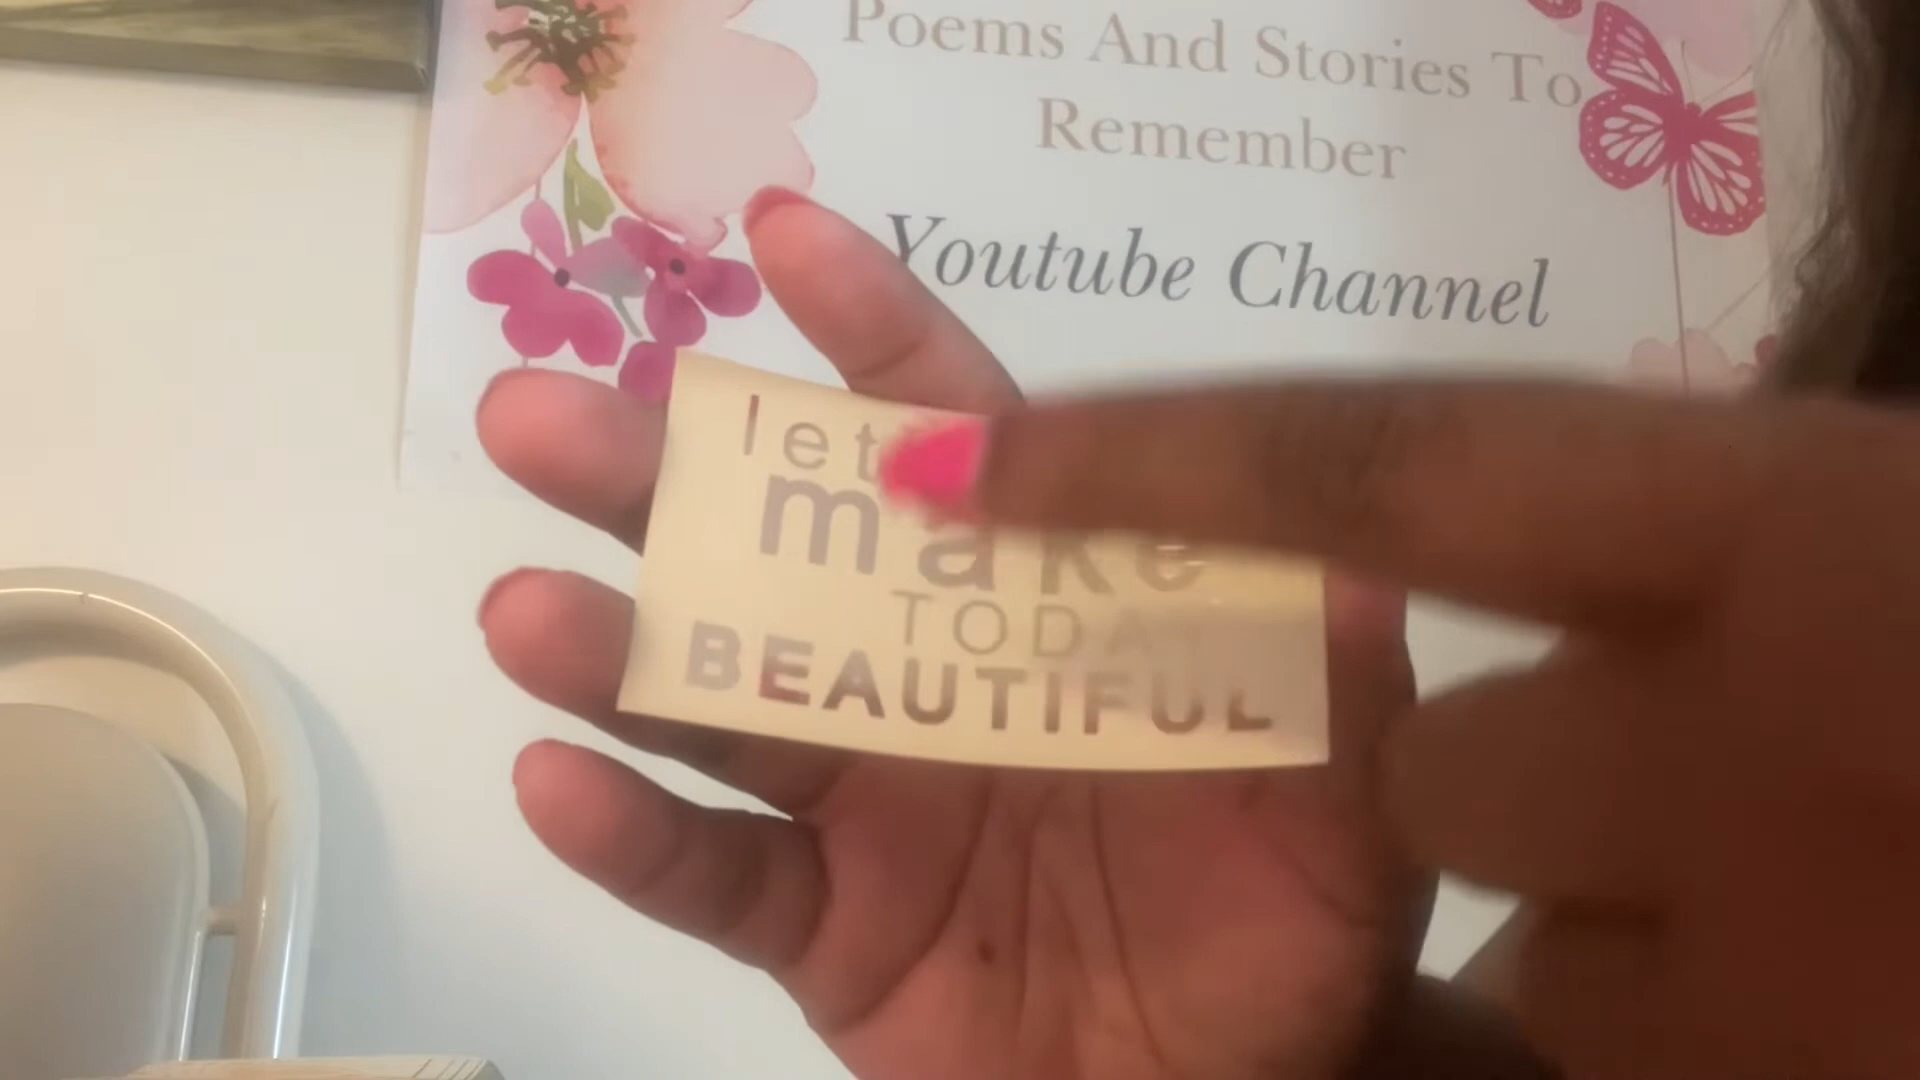 Poems And Stories To
Remember
Youtube Channel
let
make
TODAY
BEAUTIFUL